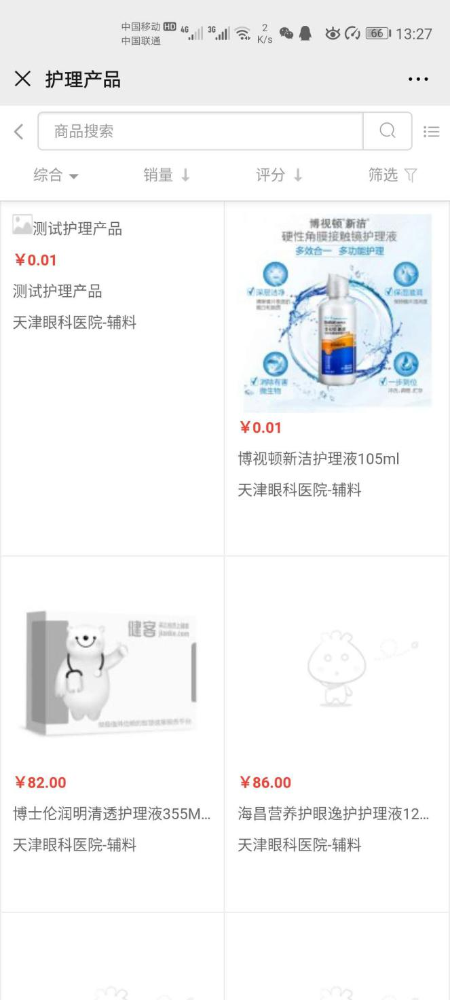 中国移动 HD 4G 3G 2 K/s 66 13:27
中国联通
护理产品
商品搜索
综合 销量 评分 筛选
测试护理产品
￥0.01
测试护理产品
天津眼科医院-辅料
博视顿®新洁®
硬性角膜接触镜护理液
多效合一 多功能护理
深层洁净
保湿滋润
消除有害
微生物
一步到位
￥0.01
博视顿新洁护理液105ml
天津眼科医院-辅料
健客
jianke.com
￥82.00
博士伦润明清透护理液355M...
天津眼科医院-辅料
￥86.00
海昌营养护眼逸护护理液12...
天津眼科医院-辅料